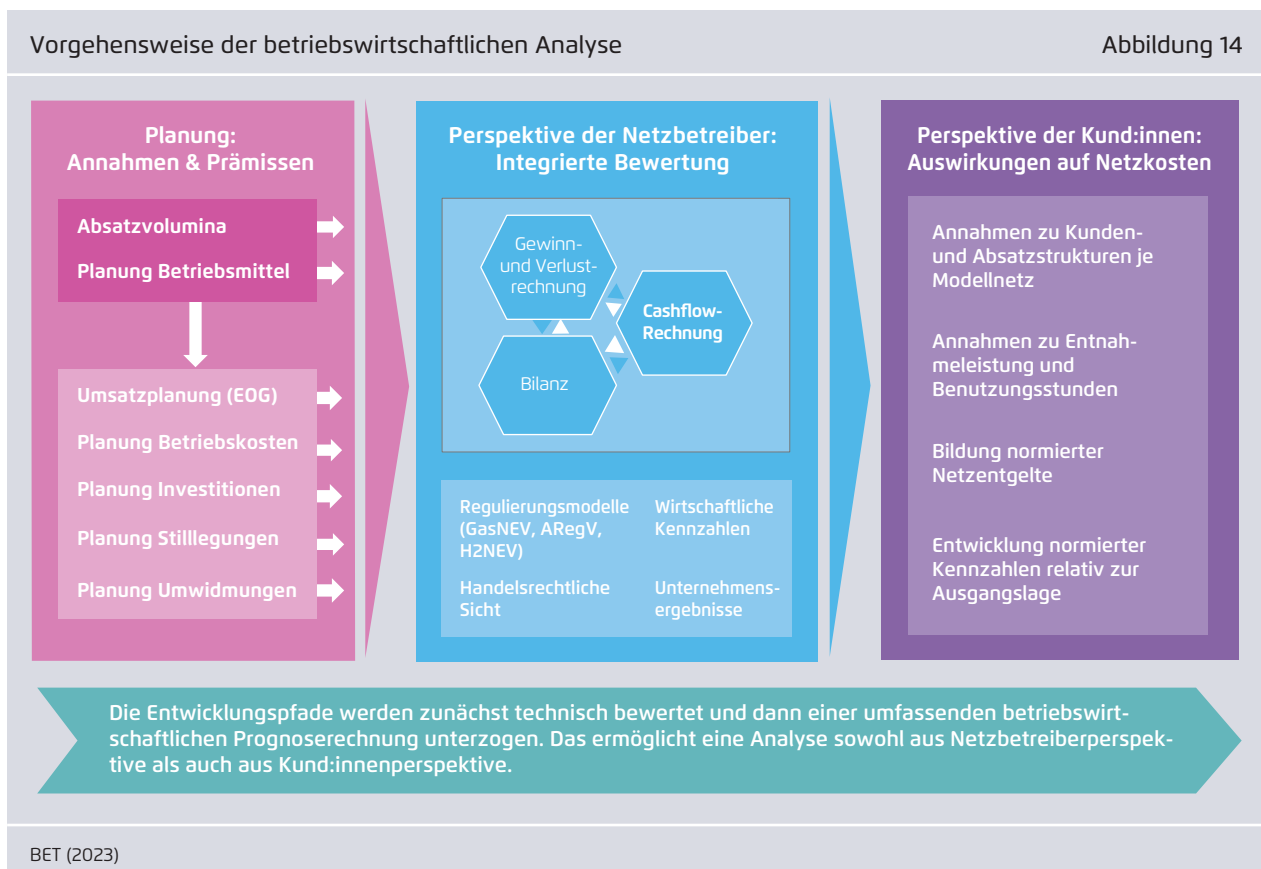 Vorgehensweise der betriebswirtschaftlichen Analyse
Abbildung 14
Planung:
Annahmen & Prämissen
Absatzvolumina
Planung Betriebsmittel
Umsatzplanung (EOG)
Planung Betriebskosten
Planung Investitionen
Planung Stilllegungen
Planung Umwidmungen
Perspektive der Netzbetreiber:
Integrierte Bewertung
Gewinn-
und Verlust-
rechnung
Cashflow-
Rechnung
Bilanz
Regulierungsmodelle
(GasNEV, ARegV,
H2NEV)
Wirtschaftliche
Kennzahlen
Handelsrechtliche
Sicht
Unternehmens-
ergebnisse
Perspektive der Kund:innen:
Auswirkungen auf Netzkosten
Annahmen zu Kunden-
und Absatzstrukturen je
Modellnetz
Annahmen zu Entnah-
meleistung und
Benutzungsstunden
Bildung normierter
Netzentgelte
Entwicklung normierter
Kennzahlen relativ zur
Ausgangslage
Die Entwicklungspfade werden zunächst technisch bewertet und dann einer umfassenden betriebswirt-
schaftlichen Prognoserechnung unterzogen. Das ermöglicht eine Analyse sowohl aus Netzbetreiberperspek-
tive als auch aus Kund:innenperspektive.
BET (2023)